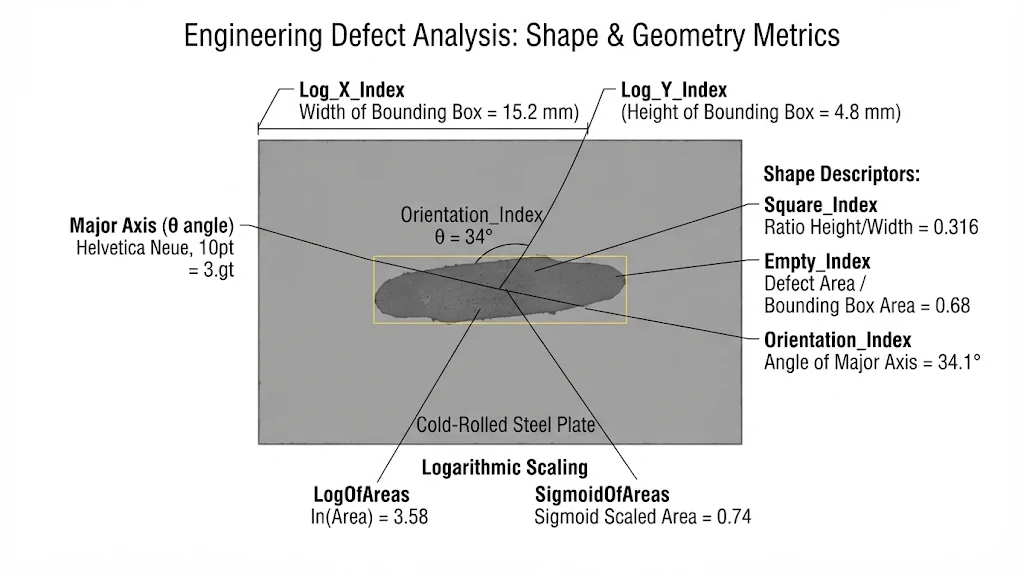 Engineering Defect Analysis: Shape & Geometry Metrics
Log_X_Index
Width of Bounding Box = 15.2 mm)
Log_Y_Index
(Height of Bounding Box = 4.8 mm)
Shape Descriptors:
Square_Index
Ratio Height/Width = 0.316
Empty_Index
Defect Area /
Bounding Box Area = 0.68
Orientation_Index
Angle of Major Axis = 34.1°
Major Axis (θ angle)
Helvetica Neue, 10pt
= 3.gt
Orientation_Index
θ = 34°
Cold-Rolled Steel Plate
Logarithmic Scaling
LogOfAreas
ln(Area) = 3.58
SigmoidOfAreas
Sigmoid Scaled Area = 0.74